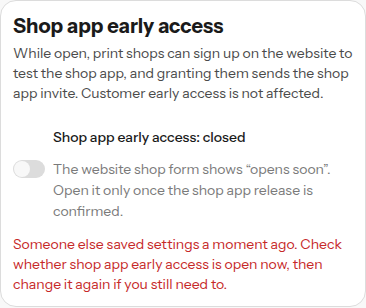 Shop app early access
While open, print shops can sign up on the website to
test the shop app, and granting them sends the shop
app invite. Customer early access is not affected.
Shop app early access: closed
The website shop form shows “opens soon”.
Open it only once the shop app release is
confirmed.
Someone else saved settings a moment ago. Check
whether shop app early access is open now, then
change it again if you still need to.